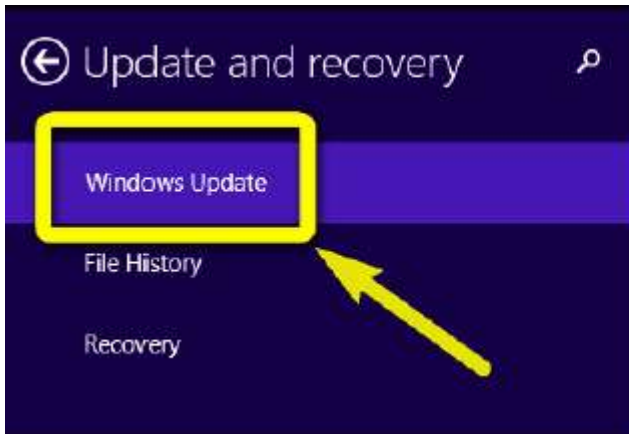 Update and recovery
Windows Update
File History
Recovery